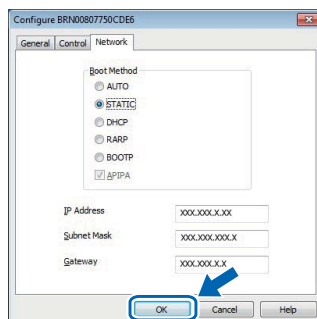 Configure BRN00807750CDE6
General Control Network
Boot Method
AUTO
STATIC
DHCP
RARP
BOOTP
APIPA
IP Address XXX.XXX.X.XX
Subnet Mask XXX.XXX.XXX.X
Gateway XXX.XXX.X.X
OK Cancel Help